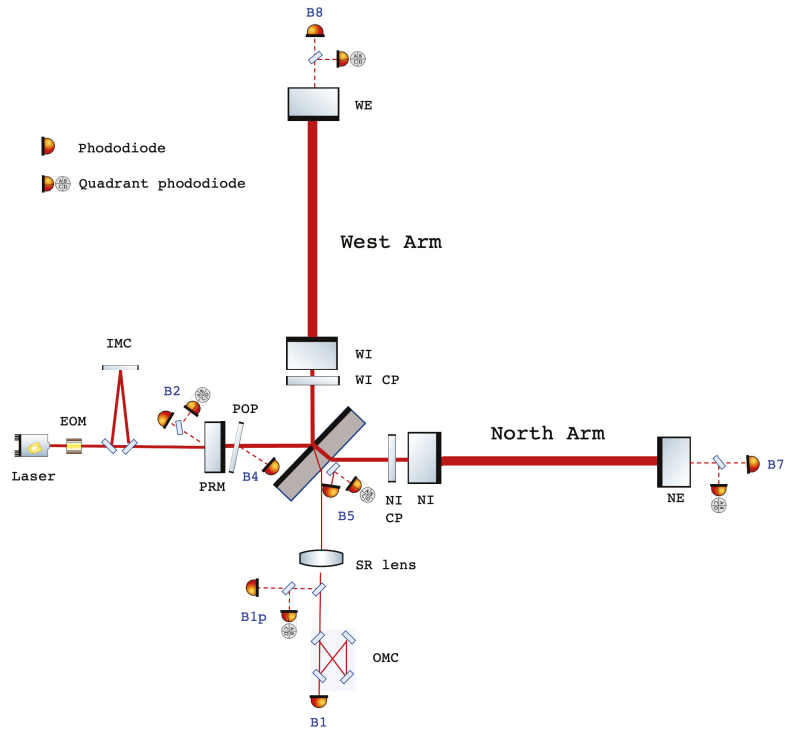 B8
WE
Phododiode
Quadrant phododiode
West Arm
IMC
WI
WI CP
B2
EOM
POP
North Arm
Laser
PRM
B4
B5
NI
CP
NI
NE
B7
SR lens
B1p
OMC
B1